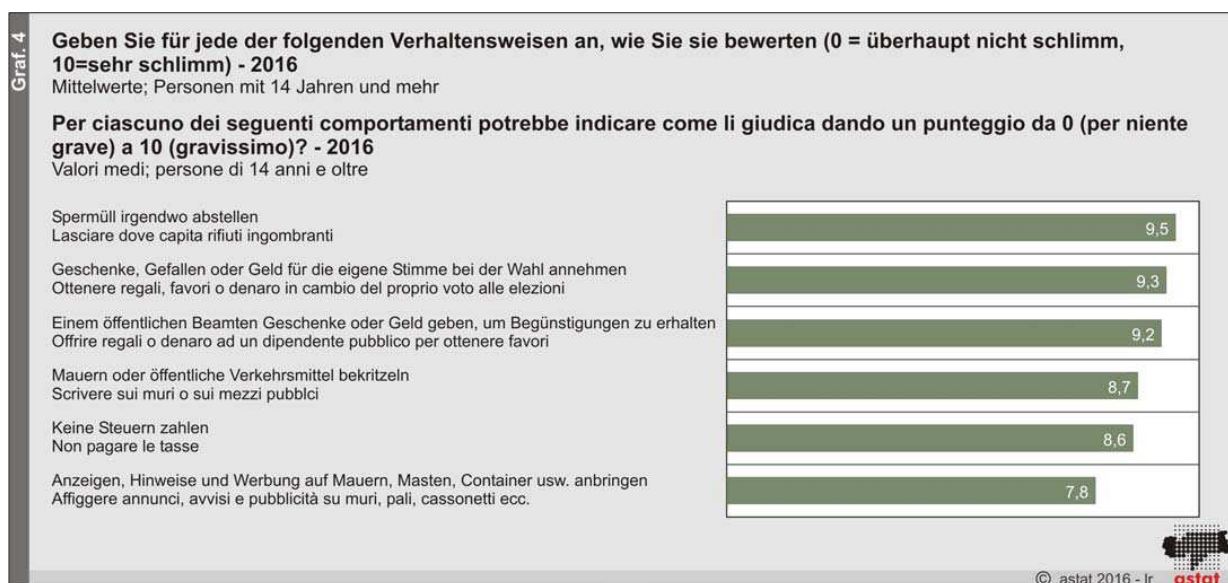 Graf. 4
Geben Sie für jede der folgenden Verhaltensweisen an, wie Sie sie bewerten (0 = überhaupt nicht schlimm,
10=sehr schlimm) - 2016
Mittelwerte; Personen mit 14 Jahren und mehr
Per ciascuno dei seguenti comportamenti potrebbe indicare come li giudica dando un punteggio da 0 (per niente
grave) a 10 (gravissimo)? - 2016
Valori medi; persone di 14 anni e oltre
Spermüll irgendwo abstellen
Lasciare dove capita rifiuti ingombranti
9,5
Geschenke, Gefallen oder Geld für die eigene Stimme bei der Wahl annehmen
Ottenere regali, favori o denaro in cambio del proprio voto alle elezioni
9,3
Einem öffentlichen Beamten Geschenke oder Geld geben, um Begünstigungen zu erhalten
Offrire regali o denaro ad un dipendente pubblico per ottenere favori
9,2
Mauern oder öffentliche Verkehrsmittel bekritzeln
Scrivere sui muri o sui mezzi pubblci
8,7
Keine Steuern zahlen
Non pagare le tasse
8,6
Anzeigen, Hinweise und Werbung auf Mauern, Masten, Container usw. anbringen
Affiggere annunci, avvisi e pubblicità su muri, pali, cassonetti ecc.
7,8
© astat 2016 - lr
astat